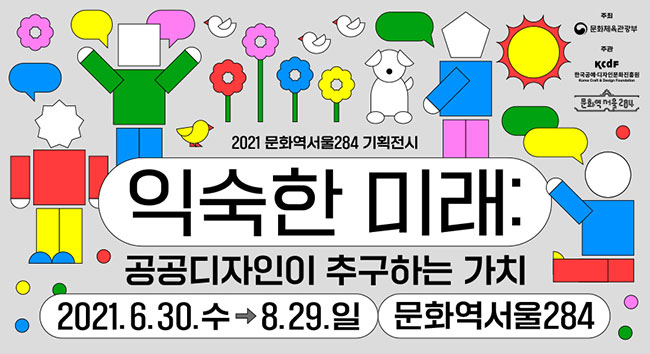 주최
문화체육관광부
주관
KCDF
한국공예·디자인문화진흥원
Korea Craft & Design Foundation
문화역서울284
2021 문화역서울284 기획전시
익숙한 미래:
공공디자인이 추구하는 가치
2021. 6. 30. 수 ➔ 8. 29. 일
문화역서울284